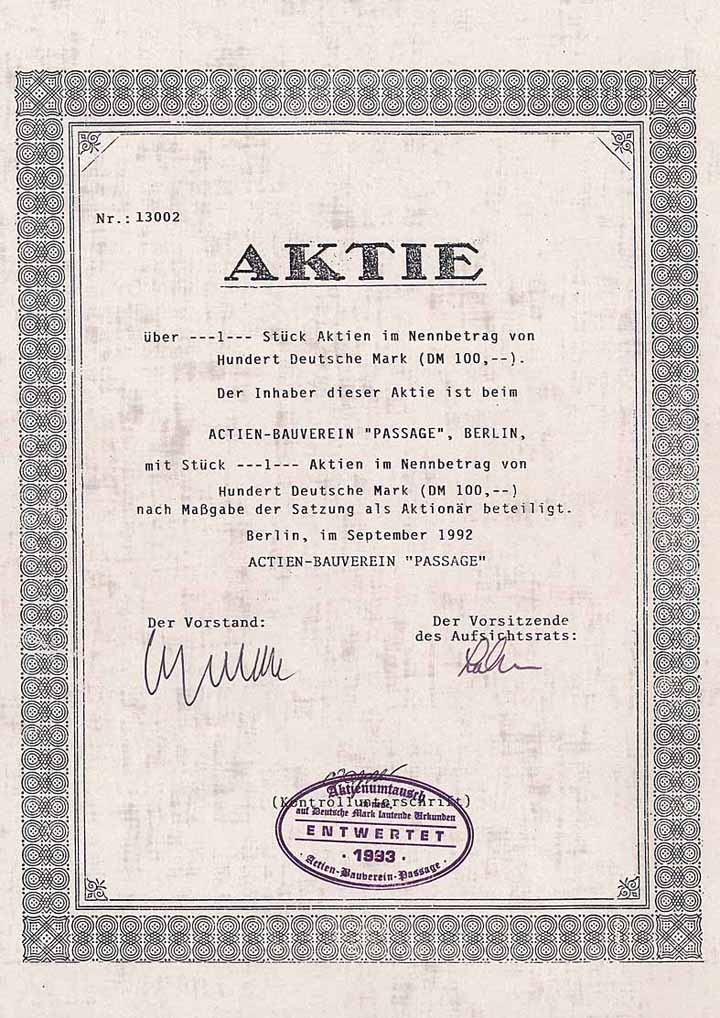 Nr.: 13002
AKTIE
über ---1--- Stück Aktien im Nennbetrag von
Hundert Deutsche Mark (DM 100,--).
Der Inhaber dieser Aktie ist beim
ACTIEN-BAUVEREIN "PASSAGE", BERLIN,
mit Stück ---1--- Aktien im Nennbetrag von
Hundert Deutsche Mark (DM 100,--)
nach Maßgabe der Satzung als Aktionär beteiligt.
Berlin, im September 1992
ACTIEN-BAUVEREIN "PASSAGE"
Der Vorstand:
Der Vorsitzende
des Aufsichtsrats:
(Kontrollunterschrift)
Aktienumtausch
auf Deutsche Mark lautende Urkunden
ENTWERTET
· 1993 ·
· Actien-Bauverein-Passage ·